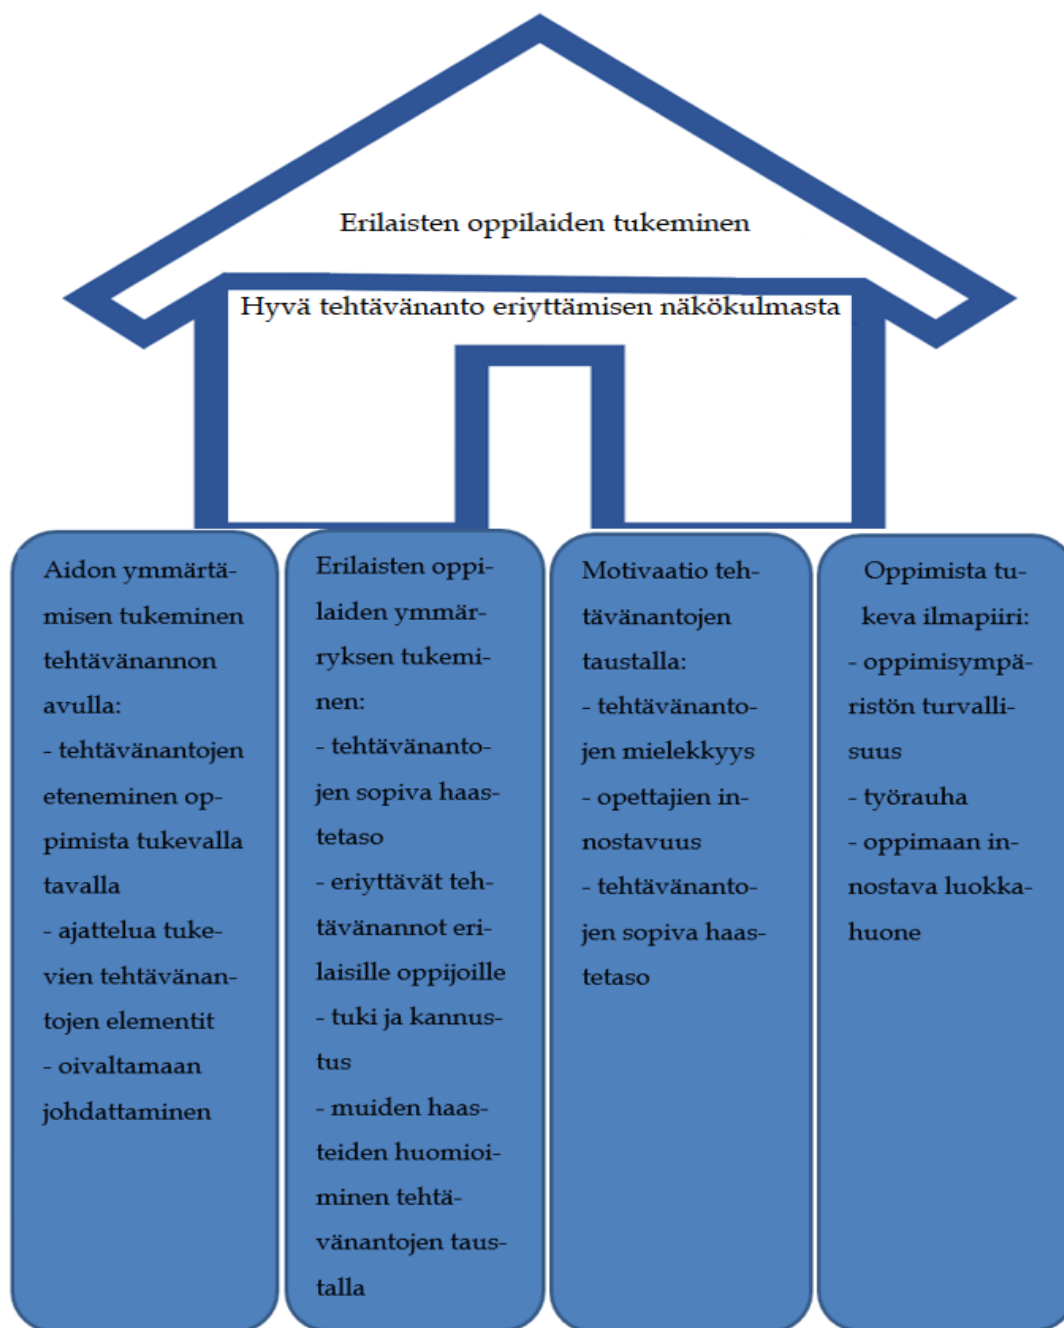 Erilaisten oppilaiden tukeminen
Hyvä tehtävänanto eriyttämisen näkökulmasta
Aidon ymmärtä-
misen tukeminen
tehtävänannon
avulla:
- tehtävänantojen
eteneminen op-
pimista tukevalla
tavalla
- ajattelua tuke-
vien tehtävänan-
tojen elementit
- oivaltamaan
johdattaminen
Erilaisten oppi-
laiden ymmär-
ryksen tukemi-
nen:
- tehtävänanto-
jen sopiva haas-
tetaso
- eriyttävät teh-
tävänannot eri-
laisille oppijoille
- tuki ja kannus-
tus
- muiden haas-
teiden huomioi-
minen tehtä-
vänantojen taus-
talla
Motivaatio teh-
tävänantojen
taustalla:
- tehtävänanto-
jen mielekkyys
- opettajien in-
nostavuus
- tehtävänanto-
jen sopiva haas-
tetaso
Oppimista tu-
keva ilmapiiri:
- oppimisympä-
ristön turvalli-
suus
- työrauha
- oppimaan in-
nostava luokka-
huone